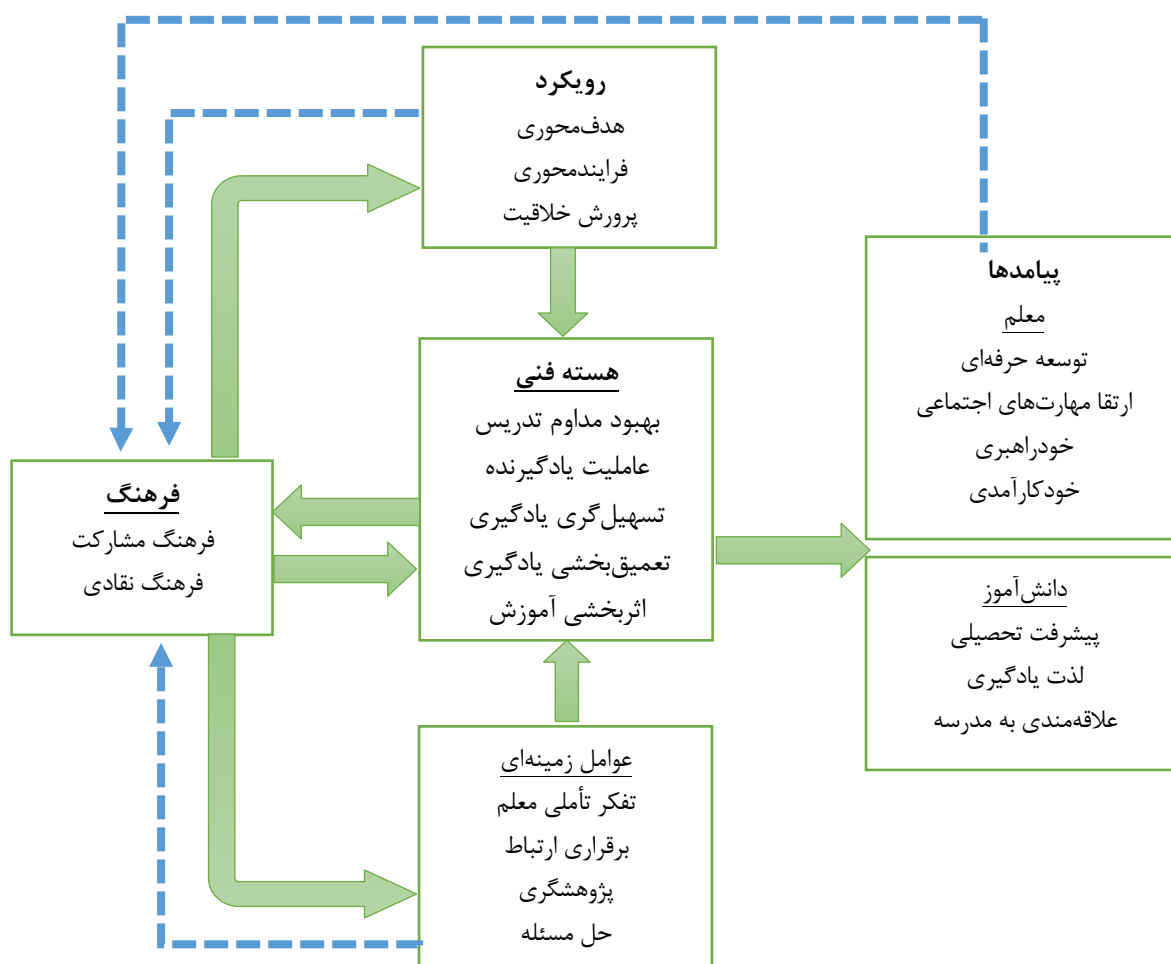 رویکرد
هدف‌محوری
فرایندمحوری
پرورش خلاقیت
پیامدها
معلم
توسعه حرفه‌ای
ارتقا مهارت‌های اجتماعی
خودراهبری
خودکارآمدی
هسته فنی
بهبود مداوم تدریس
عاملیت یادگیرنده
تسهیل‌گری یادگیری
تعمیق‌بخشی یادگیری
اثربخشی آموزش
فرهنگ
فرهنگ مشارکت
فرهنگ نقادی
دانش‌آموز
پیشرفت تحصیلی
لذت یادگیری
علاقه‌مندی به مدرسه
عوامل زمینه‌ای
تفکر تأملی معلم
برقراری ارتباط
پژوهشگری
حل مسئله